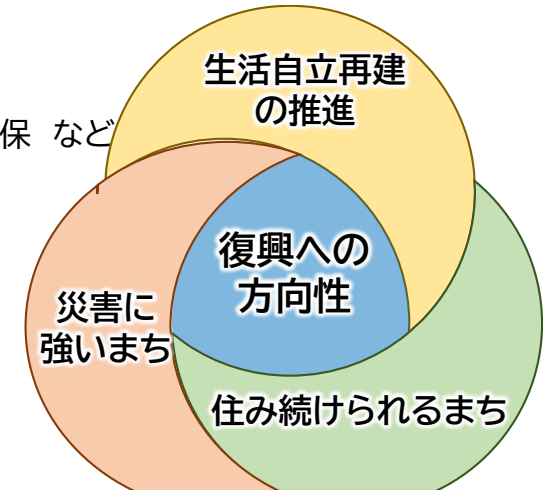 生活自立再建
の推進
保 など
復興への
方向性
災害に
強いまち
住み続けられるまち